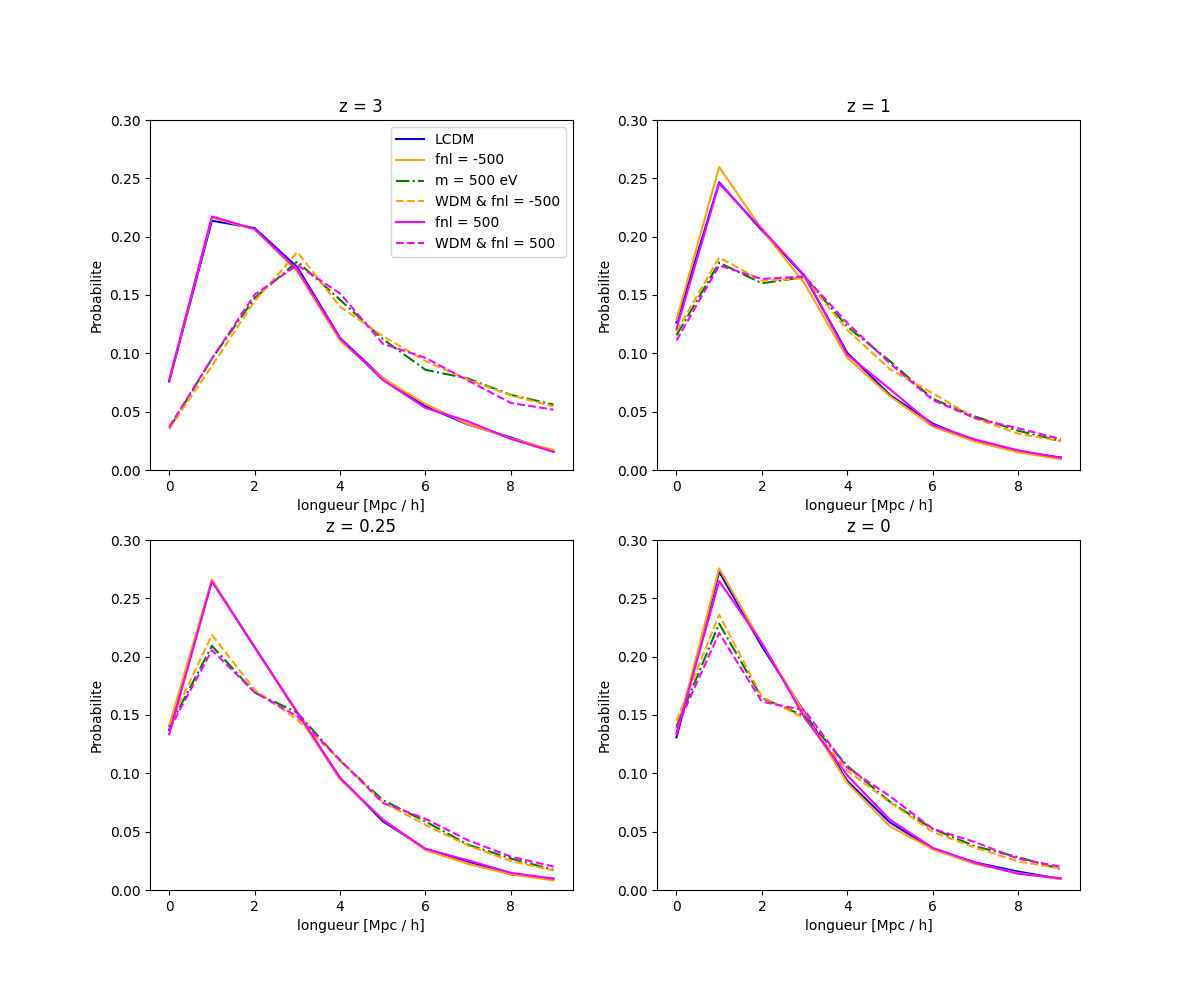 z = 3
0.30
0.25
0.20
0.15
0.10
0.05
0.00
Probabilite
0 2 4 6 8
longueur [Mpc / h]
LCDM
fnl = -500
m = 500 eV
WDM & fnl = -500
fnl = 500
WDM & fnl = 500
z = 1
0.30
0.25
0.20
0.15
0.10
0.05
0.00
Probabilite
0 2 4 6 8
longueur [Mpc / h]
z = 0.25
0.30
0.25
0.20
0.15
0.10
0.05
0.00
Probabilite
0 2 4 6 8
longueur [Mpc / h]
z = 0
0.30
0.25
0.20
0.15
0.10
0.05
0.00
Probabilite
0 2 4 6 8
longueur [Mpc / h]